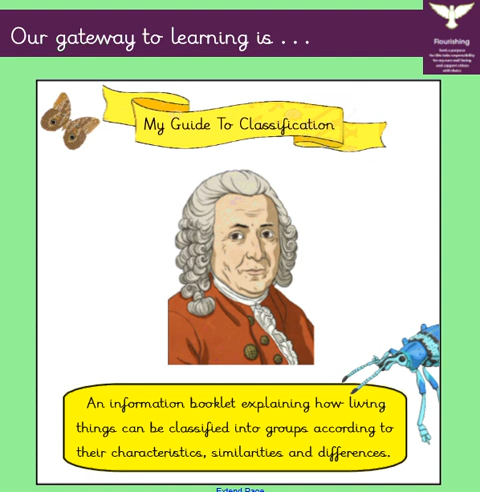 Our gateway to learning is . . .
Flourishing
My Guide To Classification
An information booklet explaining how living
things can be classified into groups according to
their characteristics, similarities and differences.
Extend Page